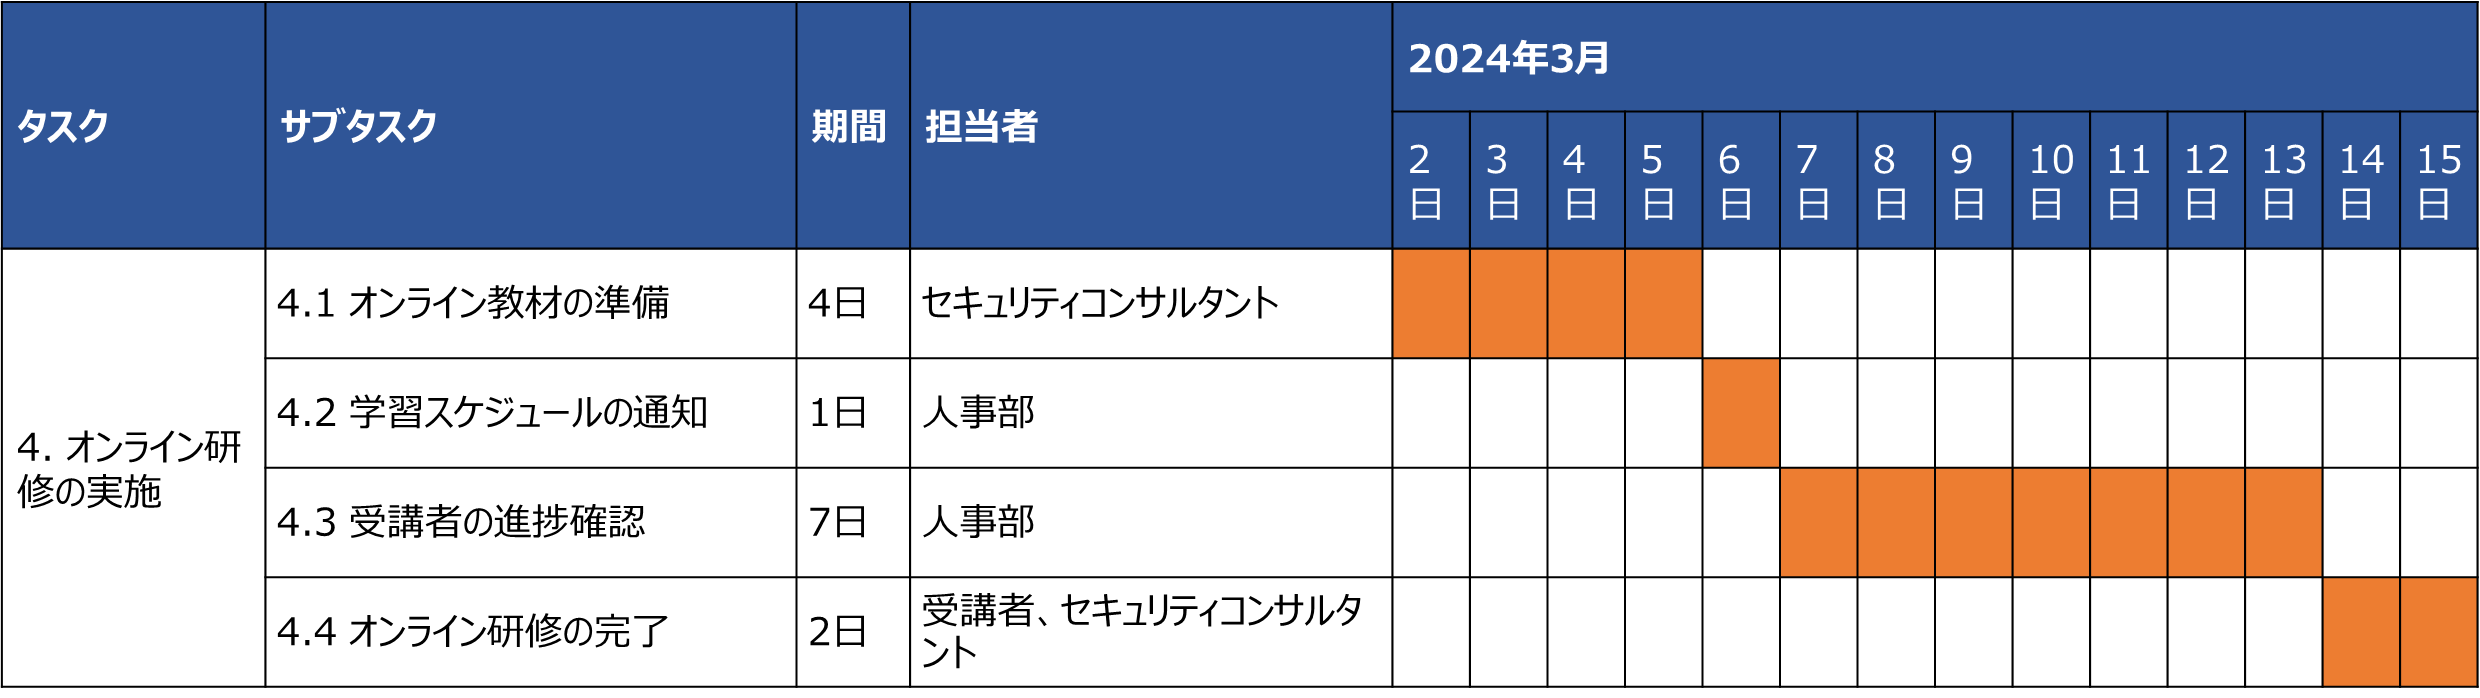 タスク
サブタスク
期間
担当者
2024年3月
2
日
3
日
4
日
5
日
6
日
7
日
8
日
9
日
10
日
11
日
12
日
13
日
14
日
15
日
4. オンライン研
修の実施
4.1 オンライン教材の準備
4日
セキュリティコンサルタント
4.2 学習スケジュールの通知
1日
人事部
4.3 受講者の進捗確認
7日
人事部
4.4 オンライン研修の完了
2日
受講者、セキュリティコンサルタ
ント